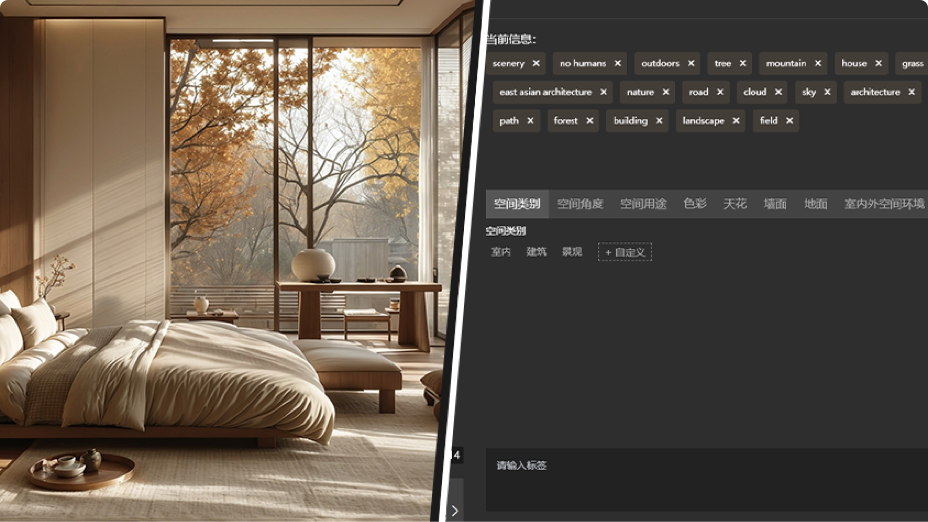 当前信息:
scenery × no humans × outdoors × tree × mountain × house × grass
east asian architecture × nature × road × cloud × sky × architecture ×
path × forest × building × landscape × field ×
空间类别 空间角度 空间用途 色彩 天花 墙面 地面 室内外空间环境
空间类别
室内 建筑 景观 + 自定义
14
请输入标签